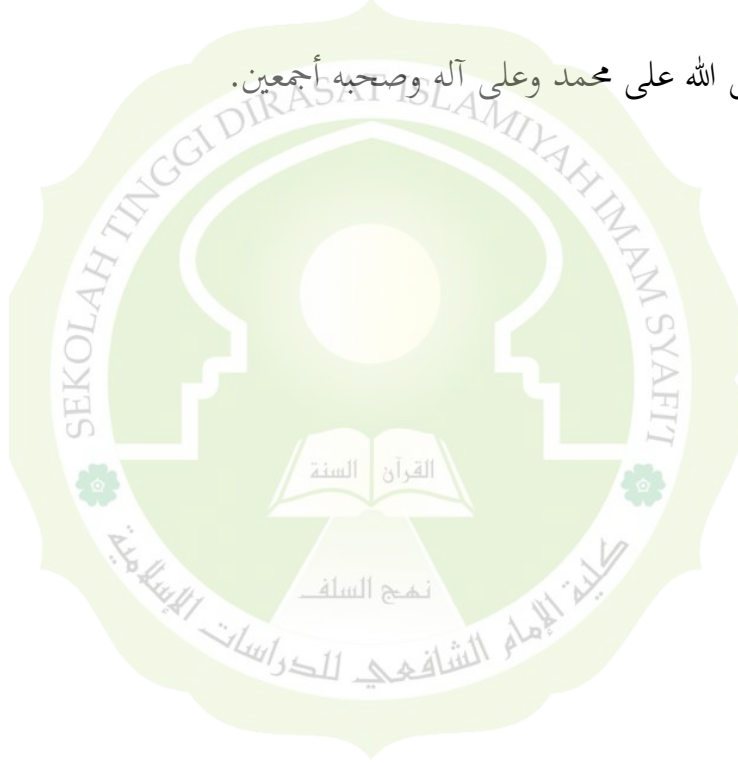 الله على محمد وعلى آله وصحبه أجمعين.
SEKOLAH TINGGI DIRASAT ISLAMIYAH IMAM SYAFI'I
القرآن السنة
نهج السلف
كلية الإمام الشافعي للدراسات الإسلامية